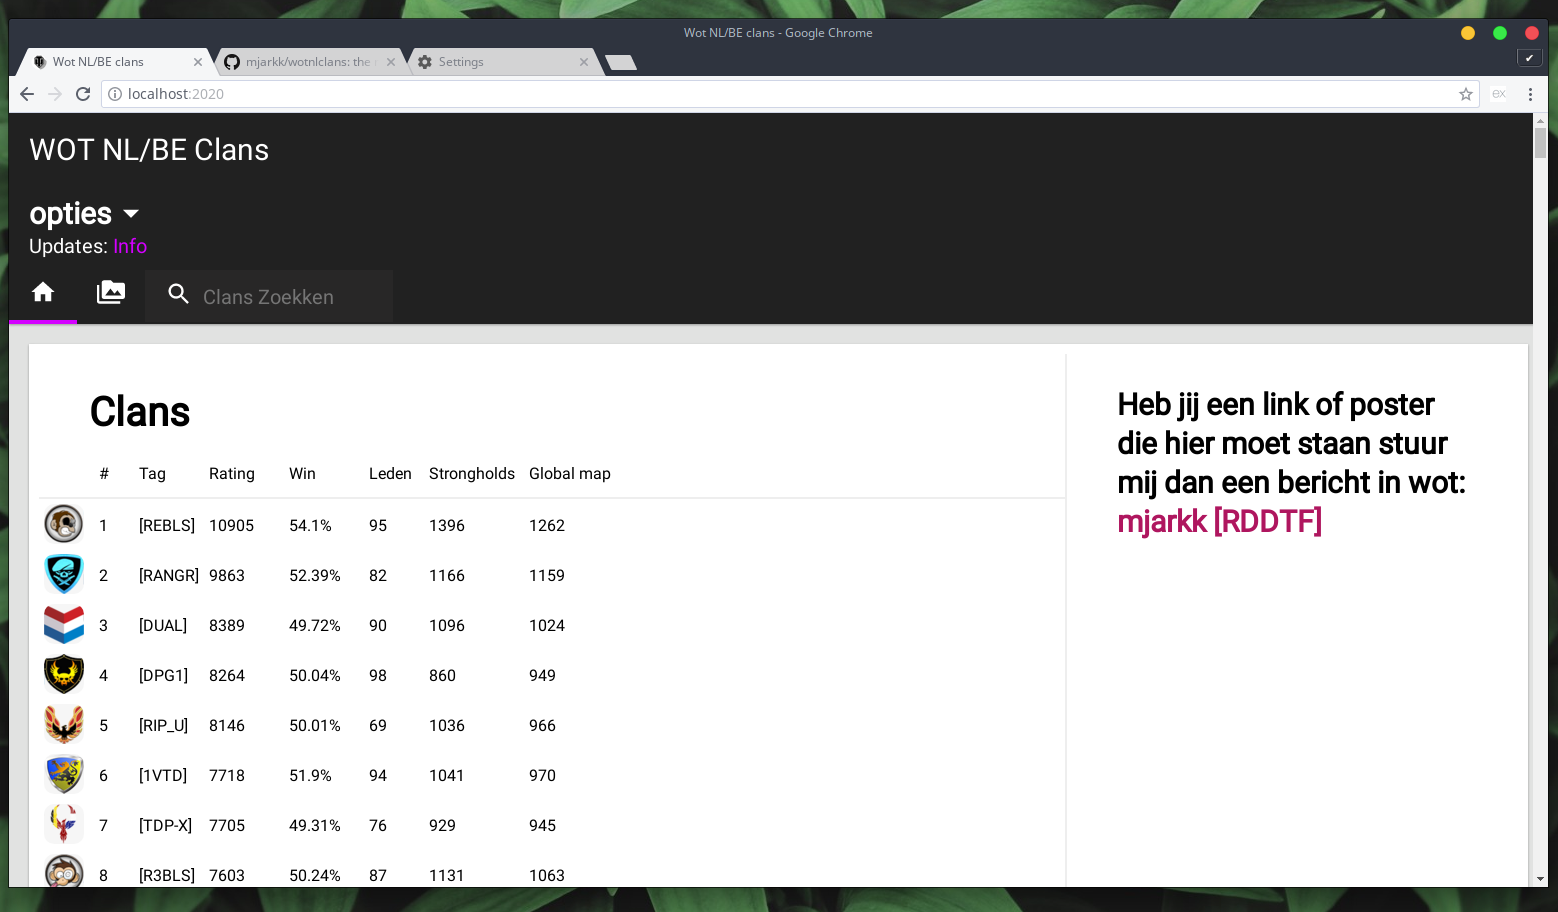 Wot NL/BE clans - Google Chrome
Wot NL/BE clans
mjarkk/wotnlclans: the
Settings
localhost:2020
ex
WOT NL/BE Clans
opties
Updates: Info
Clans Zoekken
Clans
# Tag Rating Win Leden Strongholds Global map
1 [REBLS] 10905 54.1% 95 1396 1262
2 [RANGR] 9863 52.39% 82 1166 1159
3 [DUAL] 8389 49.72% 90 1096 1024
4 [DPG1] 8264 50.04% 98 860 949
5 [RIP_U] 8146 50.01% 69 1036 966
6 [1VTD] 7718 51.9% 94 1041 970
7 [TDP-X] 7705 49.31% 76 929 945
8 [R3BLS] 7603 50.24% 87 1131 1063
Heb jij een link of poster
die hier moet staan stuur
mij dan een bericht in wot:
mjarkk [RDDTF]